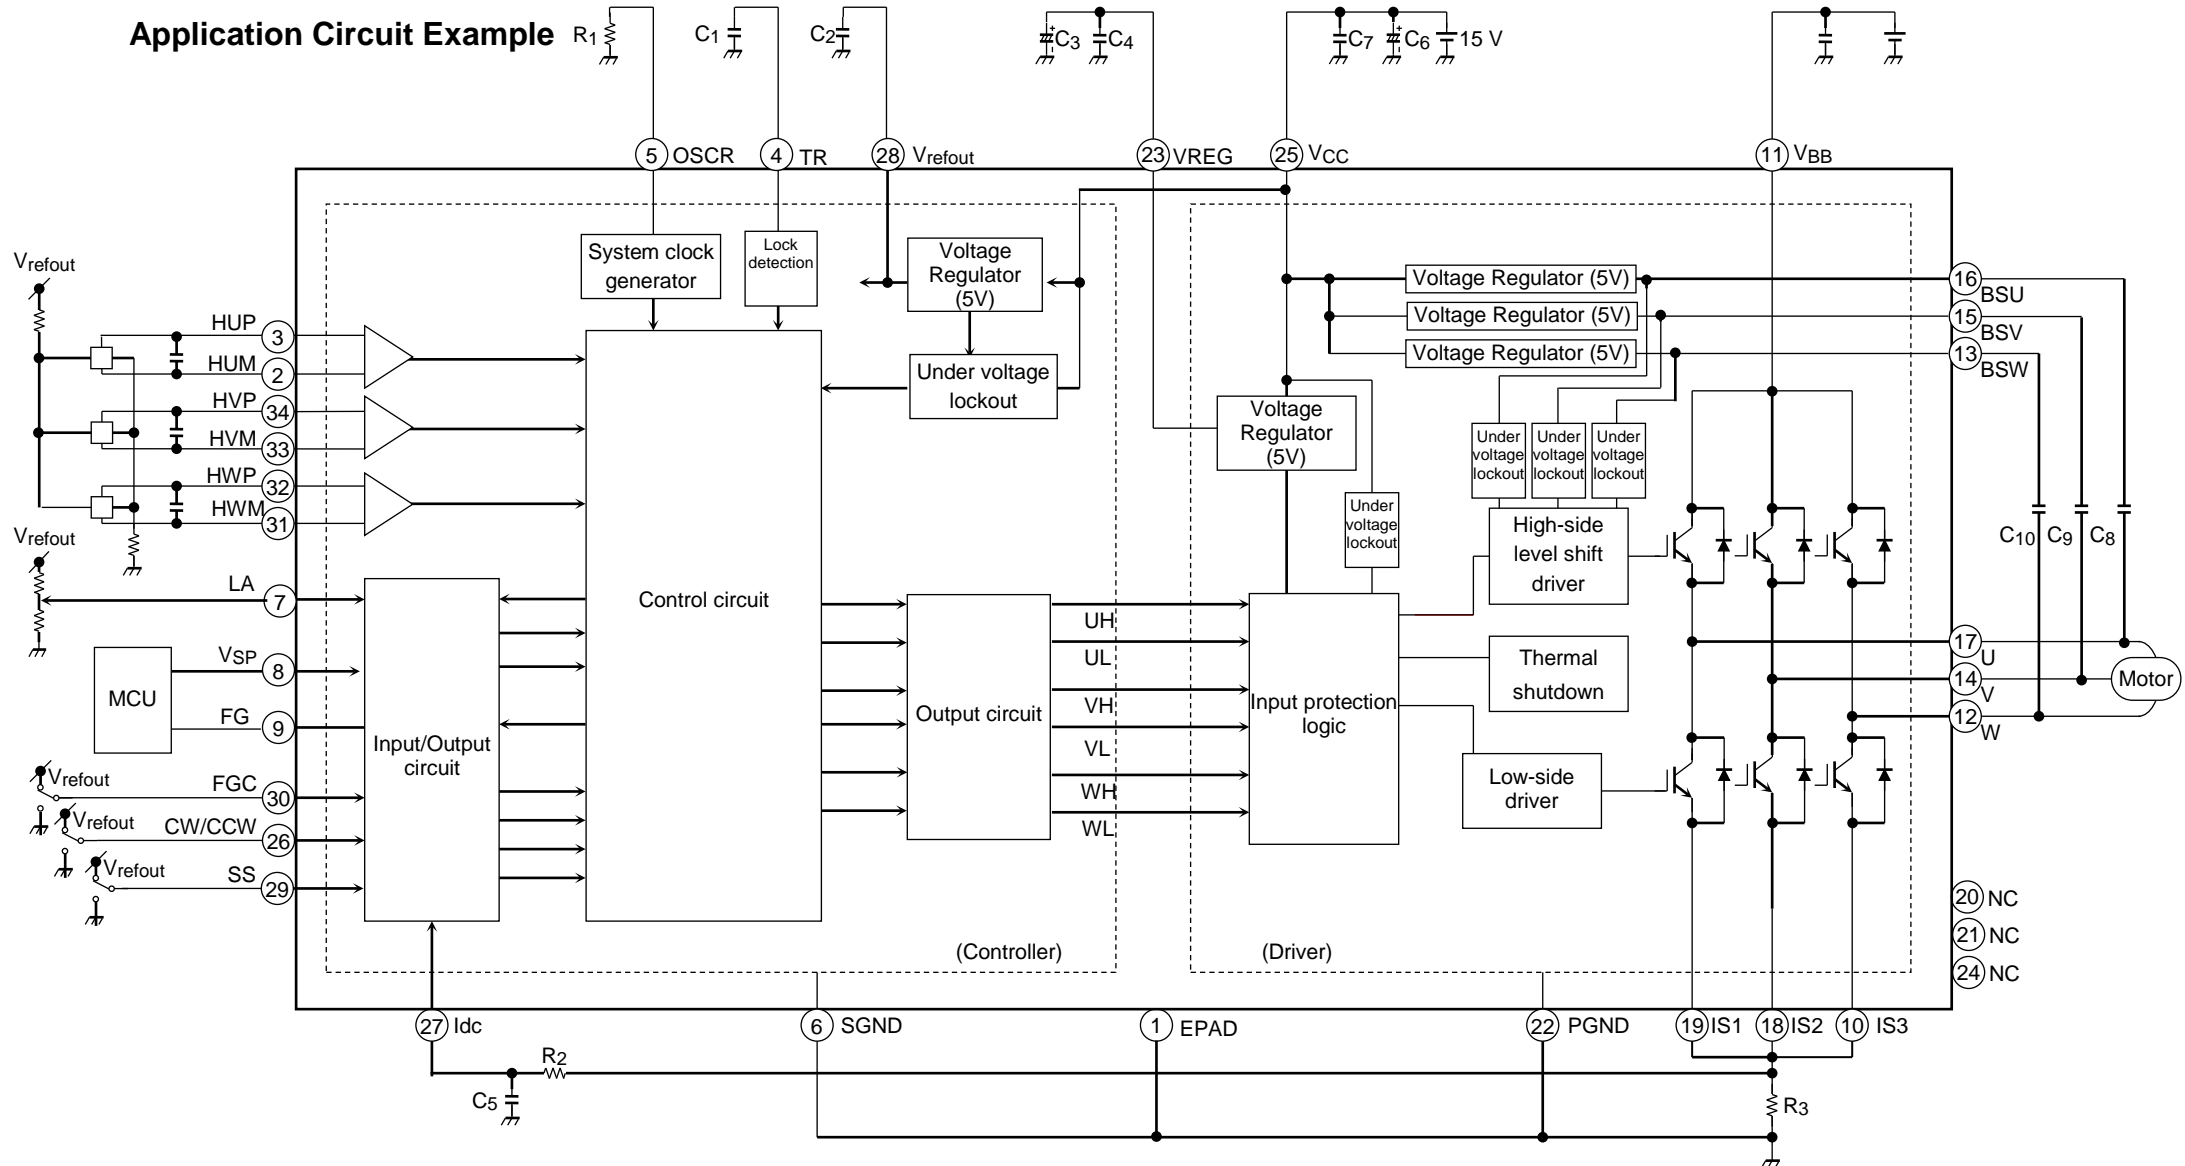 Application Circuit Example
R1
C1
C2
C3
C4
C7
C6
15 V
5
OSCR
4
TR
28
Vrefout
23
VREG
25
VCC
11
VBB
System clock
generator
Lock
detection
Voltage
Regulator
(5V)
Under voltage
lockout
Voltage Regulator (5V)
Voltage Regulator (5V)
Voltage Regulator (5V)
16
BSU
15
BSV
13
BSW
Vrefout
HUP
3
HUM
2
HVP
34
HVM
33
HWP
32
HWM
31
Voltage
Regulator
(5V)
Under
voltage
lockout
Under
voltage
lockout
Under
voltage
lockout
Under
voltage
lockout
High-side
level shift
driver
C10
C9
C8
Vrefout
LA
7
Control circuit
MCU
VSP
8
FG
9
Input/Output
circuit
Output circuit
UH
UL
VH
VL
WH
WL
Input protection
logic
Thermal
shutdown
Low-side
driver
17
U
14
V
12
W
Motor
Vrefout
FGC
30
Vrefout
CW/CCW
26
Vrefout
SS
29
20
NC
21
NC
24
NC
(Controller)
(Driver)
27
Idc
6
SGND
1
EPAD
22
PGND
19
IS1
18
IS2
10
IS3
R2
C5
R3